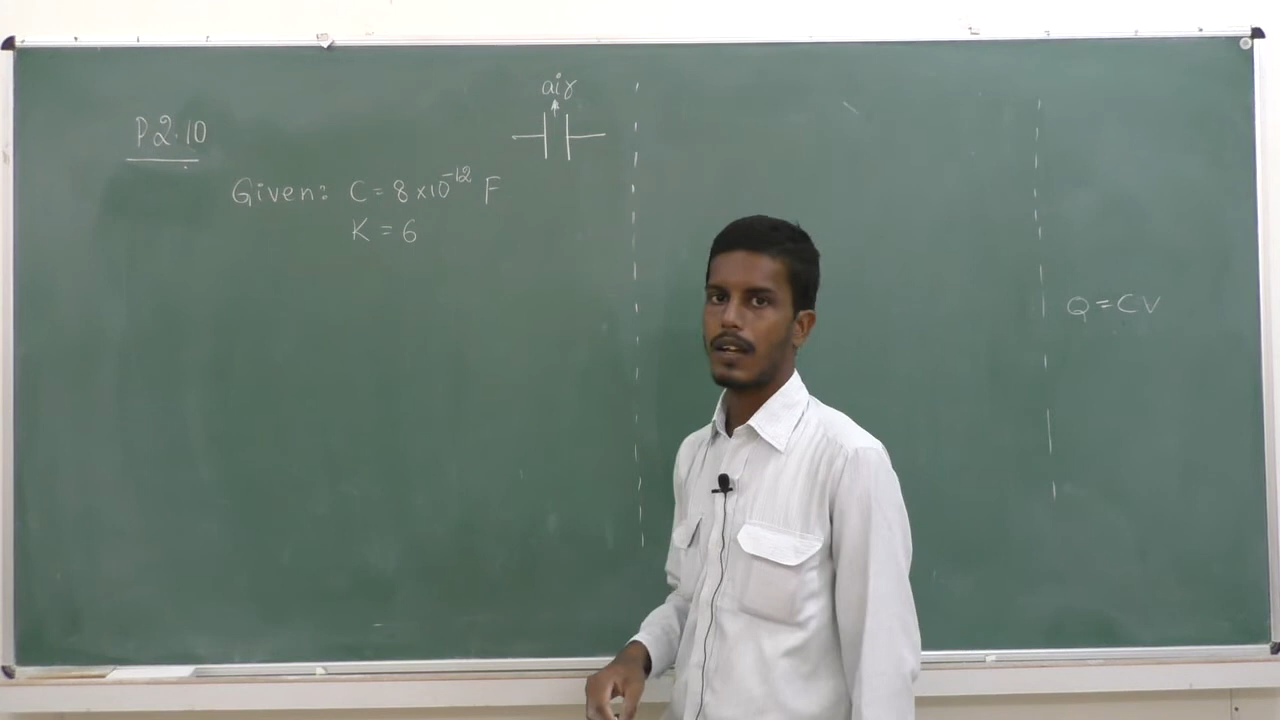 P2.10
air
Given: C = 8 x 10^-12 F
K = 6
Q = CV